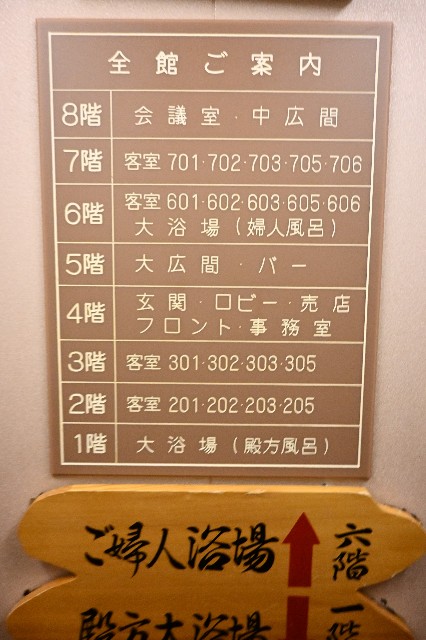 全館ご案内
8階 会議室・中広間
7階 客室 701·702·703·705·706
6階 客室 601·602·603·605·606
大浴場（婦人風呂）
5階 大広間・バー
4階 玄関・ロビー・売店
フロント・事務室
3階 客室 301·302·303·305
2階 客室 201·202·203·205
1階 大浴場（殿方風呂）
ご婦人浴場 六階
殿方大浴場 一階